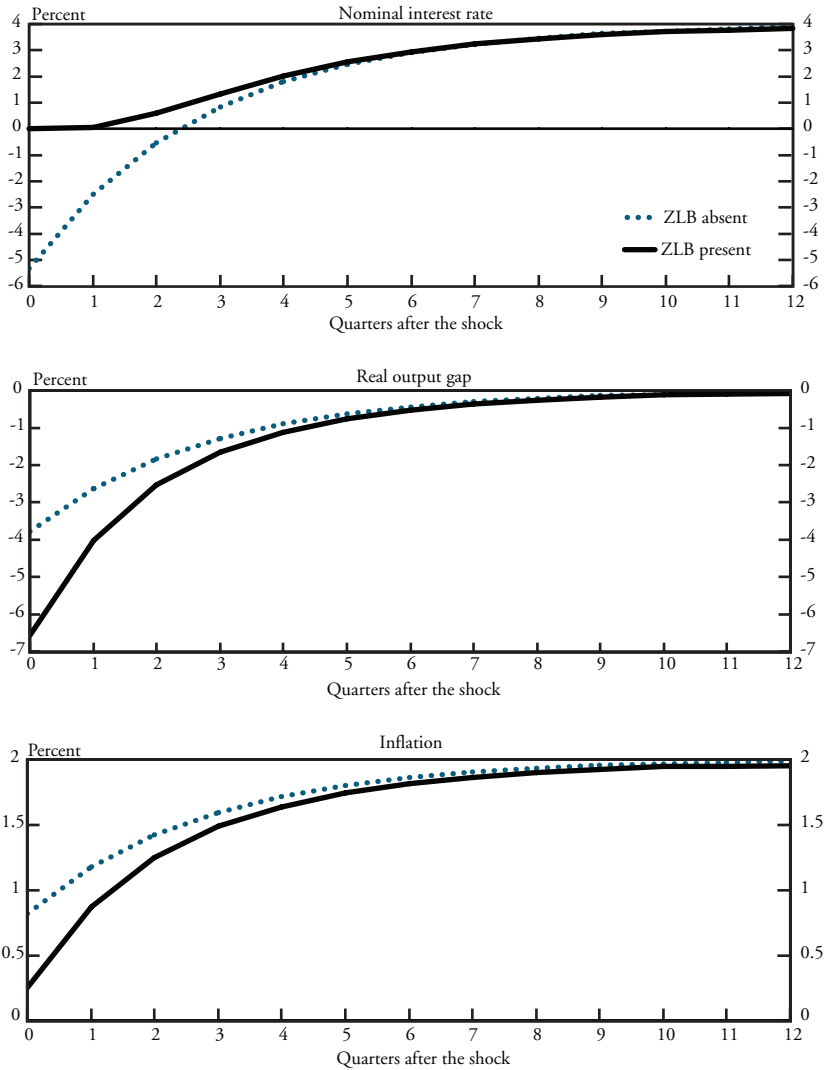 Percent Nominal interest rate
4 4
3 3
2 2
1 1
0 0
-1 -1
-2 -2
-3 -3
-4 -4
-5 -5
-6 -6
ZLB absent
ZLB present
0 1 2 3 4 5 6 7 8 9 10 11 12
Quarters after the shock
Percent Real output gap
0 0
-1 -1
-2 -2
-3 -3
-4 -4
-5 -5
-6 -6
-7 -7
0 1 2 3 4 5 6 7 8 9 10 11 12
Quarters after the shock
Percent Inflation
2 2
1.5 1.5
1 1
0.5 0.5
0 0
0 1 2 3 4 5 6 7 8 9 10 11 12
Quarters after the shock